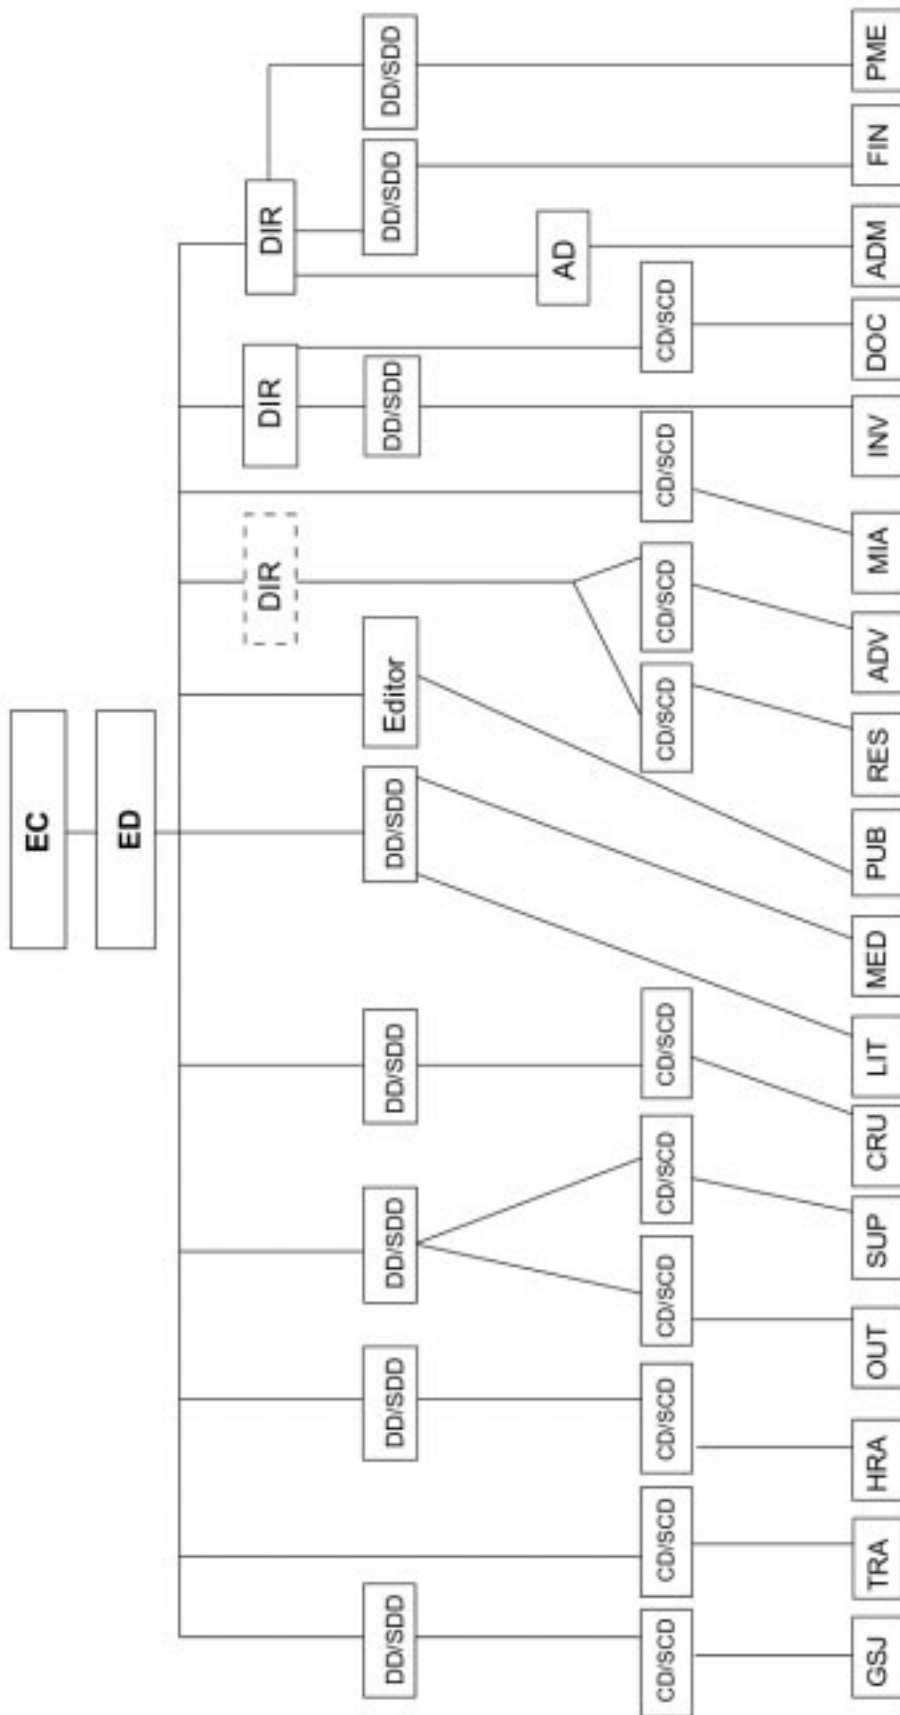 EC
ED
DIR
DIR
DIR
DD/SDD
DD/SDD
DD/SDD
DD/SDD
DD/SDD
Editor
DD/SDD
DD/SDD
DD/SDD
AD
CD/SCD
CD/SCD
CD/SCD
CD/SCD
CD/SCD
CD/SCD
CD/SCD
CD/SCD
CD/SCD
CD/SCD
GSJ
TRA
HRA
OUT
SUP
CRU
LIT
MED
PUB
RES
ADV
MIA
INV
DOC
ADM
FIN
PME